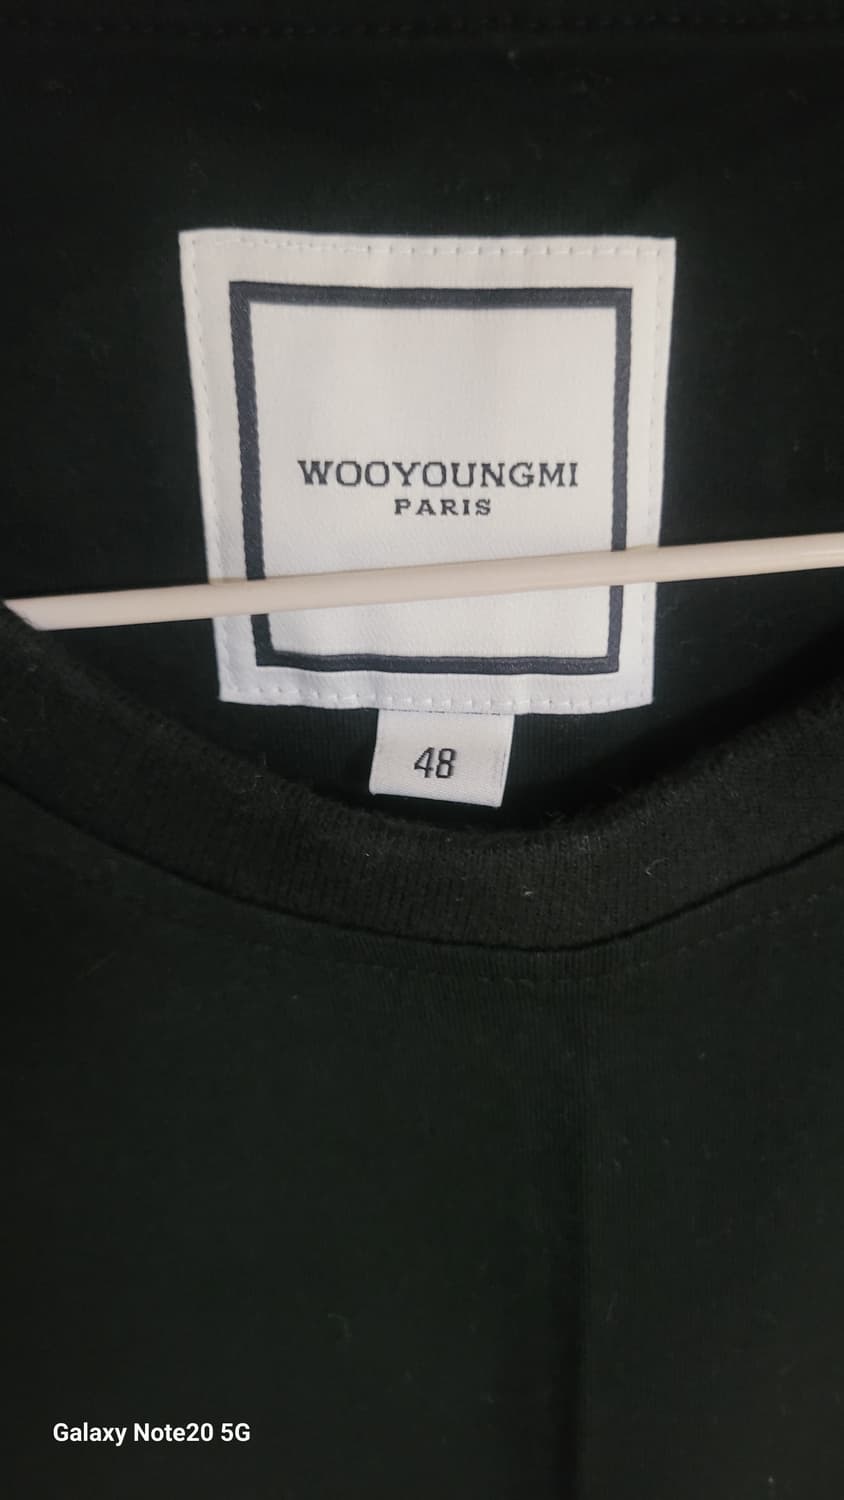 WOOYOUNGMI
PARIS
48
Galaxy Note20 5G